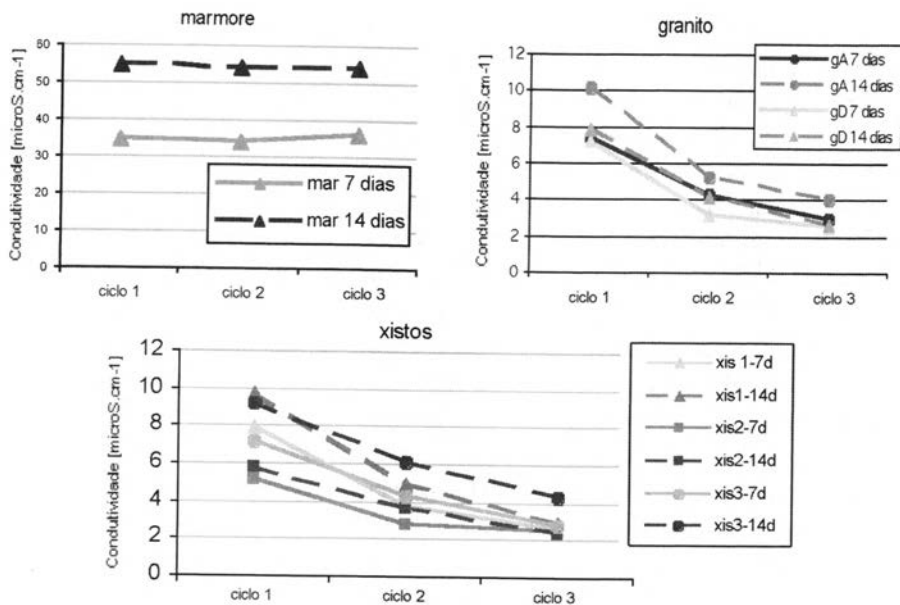 marmore
Condutividade [microS.cm-1]
60
50
40
30
20
10
0
mar 7 dias
mar 14 dias
ciclo 1
ciclo 2
ciclo 3
granito
Condutividade [microS.cm-1]
12
10
8
6
4
2
0
gA 7 dias
gA 14 dias
gD 7 dias
gD 14 dias
ciclo 1
ciclo 2
ciclo 3
xistos
Condutividade [microS.cm-1]
12
10
8
6
4
2
0
xis 1-7d
xis1-14d
xis2-7d
xis2-14d
xis3-7d
xis3-14d
ciclo 1
ciclo 2
ciclo 3